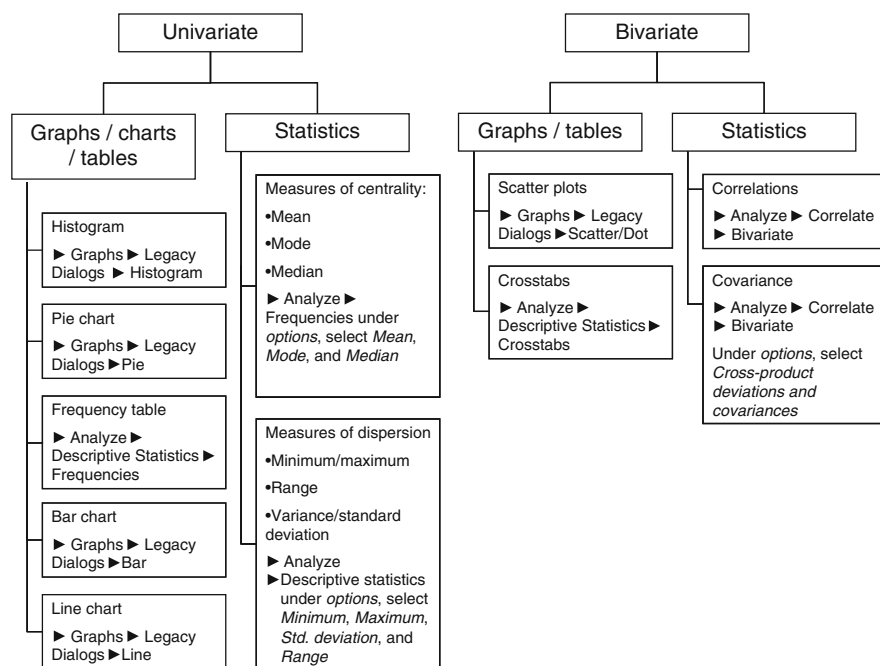 Univariate
Graphs / charts
/ tables
Histogram
► Graphs ► Legacy
Dialogs ► Histogram
Pie chart
► Graphs ► Legacy
Dialogs ►Pie
Frequency table
► Analyze ►
Descriptive Statistics ►
Frequencies
Bar chart
► Graphs ► Legacy
Dialogs ►Bar
Line chart
► Graphs ► Legacy
Dialogs ►Line
Statistics
Measures of centrality:
•Mean
•Mode
•Median
► Analyze ►
Frequencies under
options, select Mean,
Mode, and Median
Measures of dispersion
•Minimum/maximum
•Range
•Variance/standard
deviation
► Analyze
►Descriptive statistics
under options, select
Minimum, Maximum,
Std. deviation, and
Range
Bivariate
Graphs / tables
Scatter plots
► Graphs ► Legacy
Dialogs ►Scatter/Dot
Crosstabs
► Analyze ►
Descriptive Statistics ►
Crosstabs
Statistics
Correlations
► Analyze ► Correlate
► Bivariate
Covariance
► Analyze ► Correlate
► Bivariate
Under options, select
Cross-product
deviations and
covariances